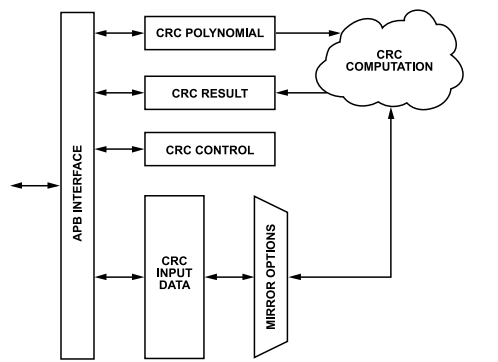 CRC POLYNOMIAL
CRC
COMPUTATION
CRC RESULT
CRC CONTROL
APB INTERFACE
CRC
INPUT
DATA
MIRROR OPTIONS